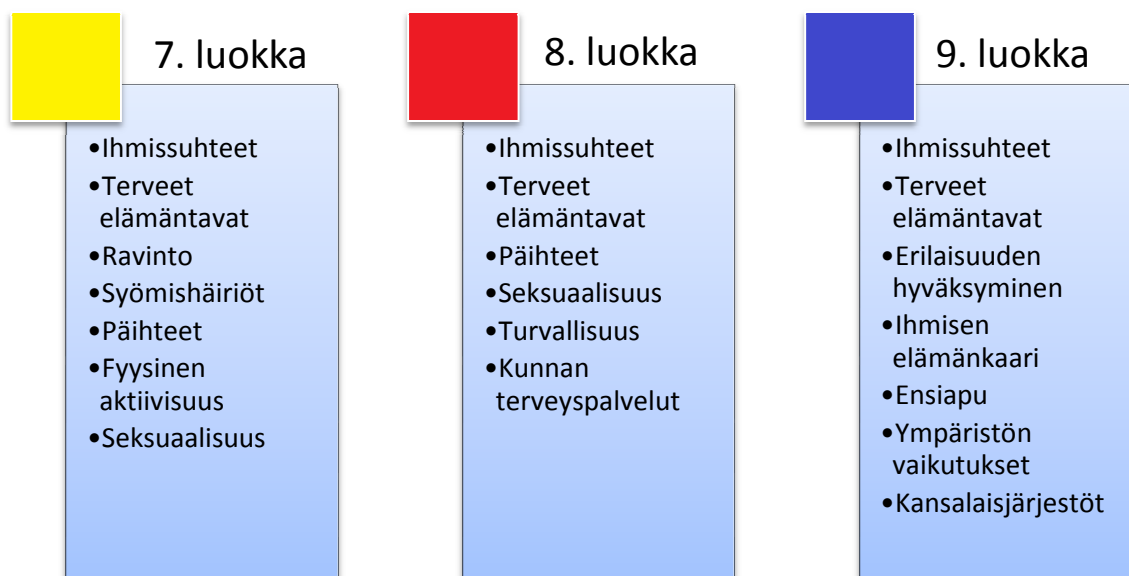 7. luokka
•Ihmissuhteet
•Terveet
elämäntavat
•Ravinto
•Syömishäiriöt
•Päihteet
•Fyysinen
aktiivisuus
•Seksuaalisuus
8. luokka
•Ihmissuhteet
•Terveet
elämäntavat
•Päihteet
•Seksuaalisuus
•Turvallisuus
•Kunnan
terveyspalvelut
9. luokka
•Ihmissuhteet
•Terveet
elämäntavat
•Erilaisuuden
hyväksyminen
•Ihmisen
elämänkaari
•Ensiapu
•Ympäristön
vaikutukset
•Kansalaisjärjestöt